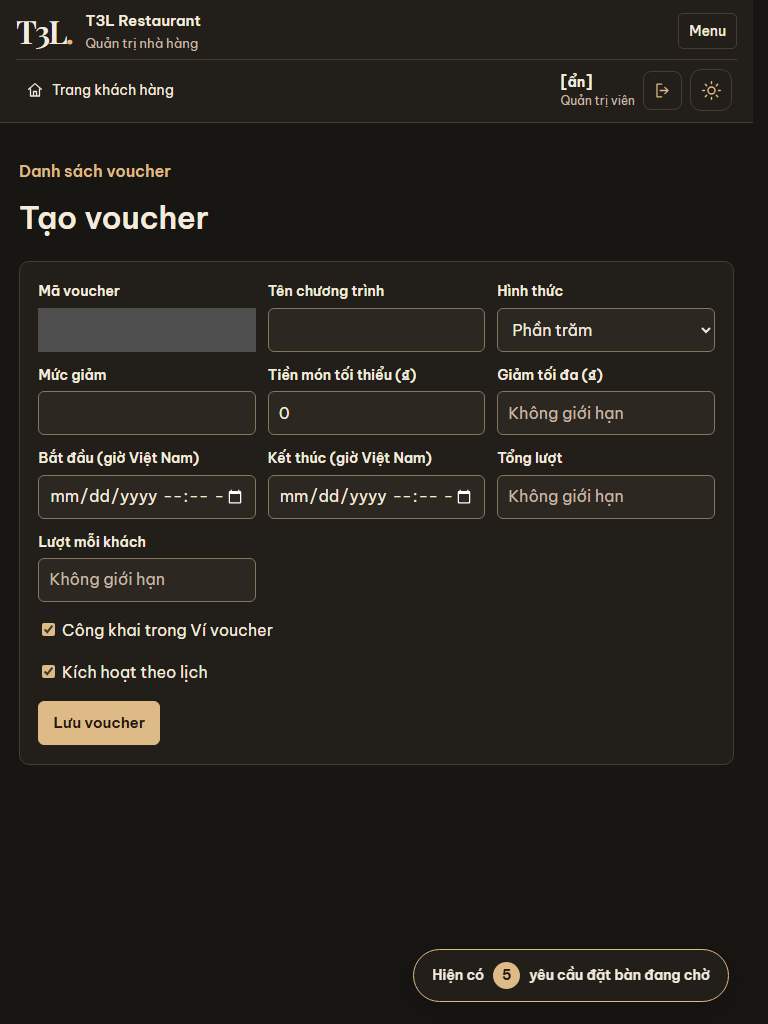 T3L.
T3L Restaurant
Quản trị nhà hàng
Menu
Trang khách hàng
[ẩn]
Quản trị viên
Danh sách voucher
Tạo voucher
Mã voucher
Tên chương trình
Hình thức
Phần trăm
Mức giảm
Tiền món tối thiểu (₫)
Giảm tối đa (₫)
0
Không giới hạn
Bắt đầu (giờ Việt Nam)
Kết thúc (giờ Việt Nam)
Tổng lượt
mm/dd/yyyy --:-- -
mm/dd/yyyy --:-- -
Không giới hạn
Lượt mỗi khách
Không giới hạn
Công khai trong Ví voucher
Kích hoạt theo lịch
Lưu voucher
Hiện có 5 yêu cầu đặt bàn đang chờ